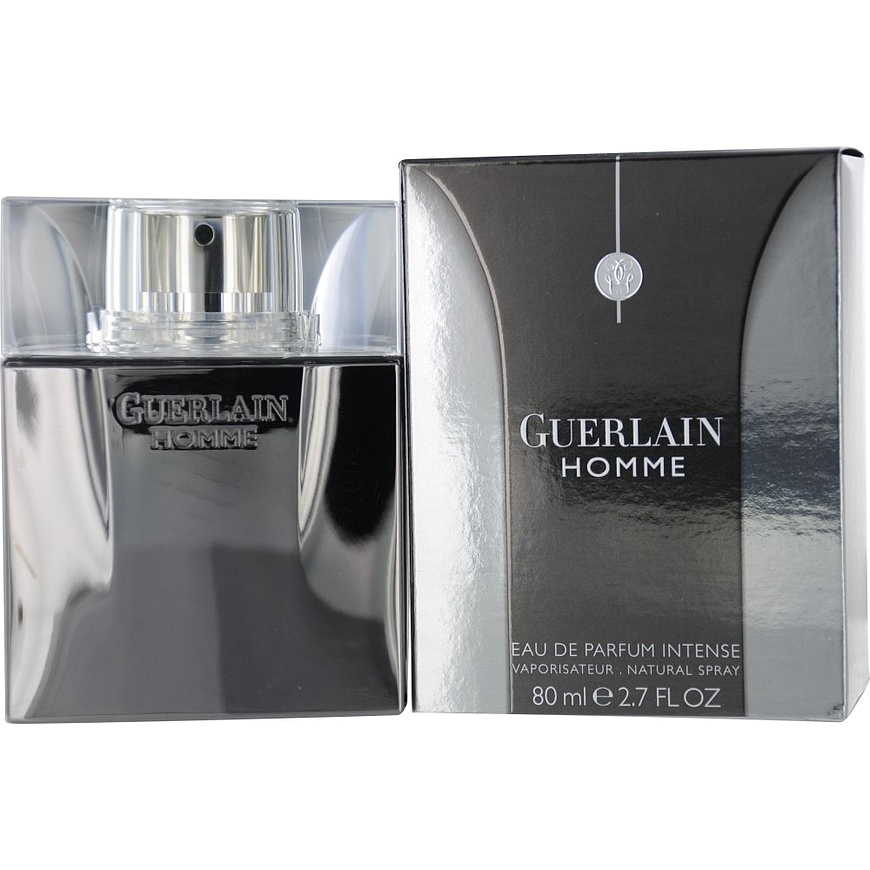 GUERLAIN
HOMME
GUERLAIN
HOMME
EAU DE PARFUM INTENSE
VAPORISATEUR . NATURAL SPRAY
80 ml e 2.7 FL OZ